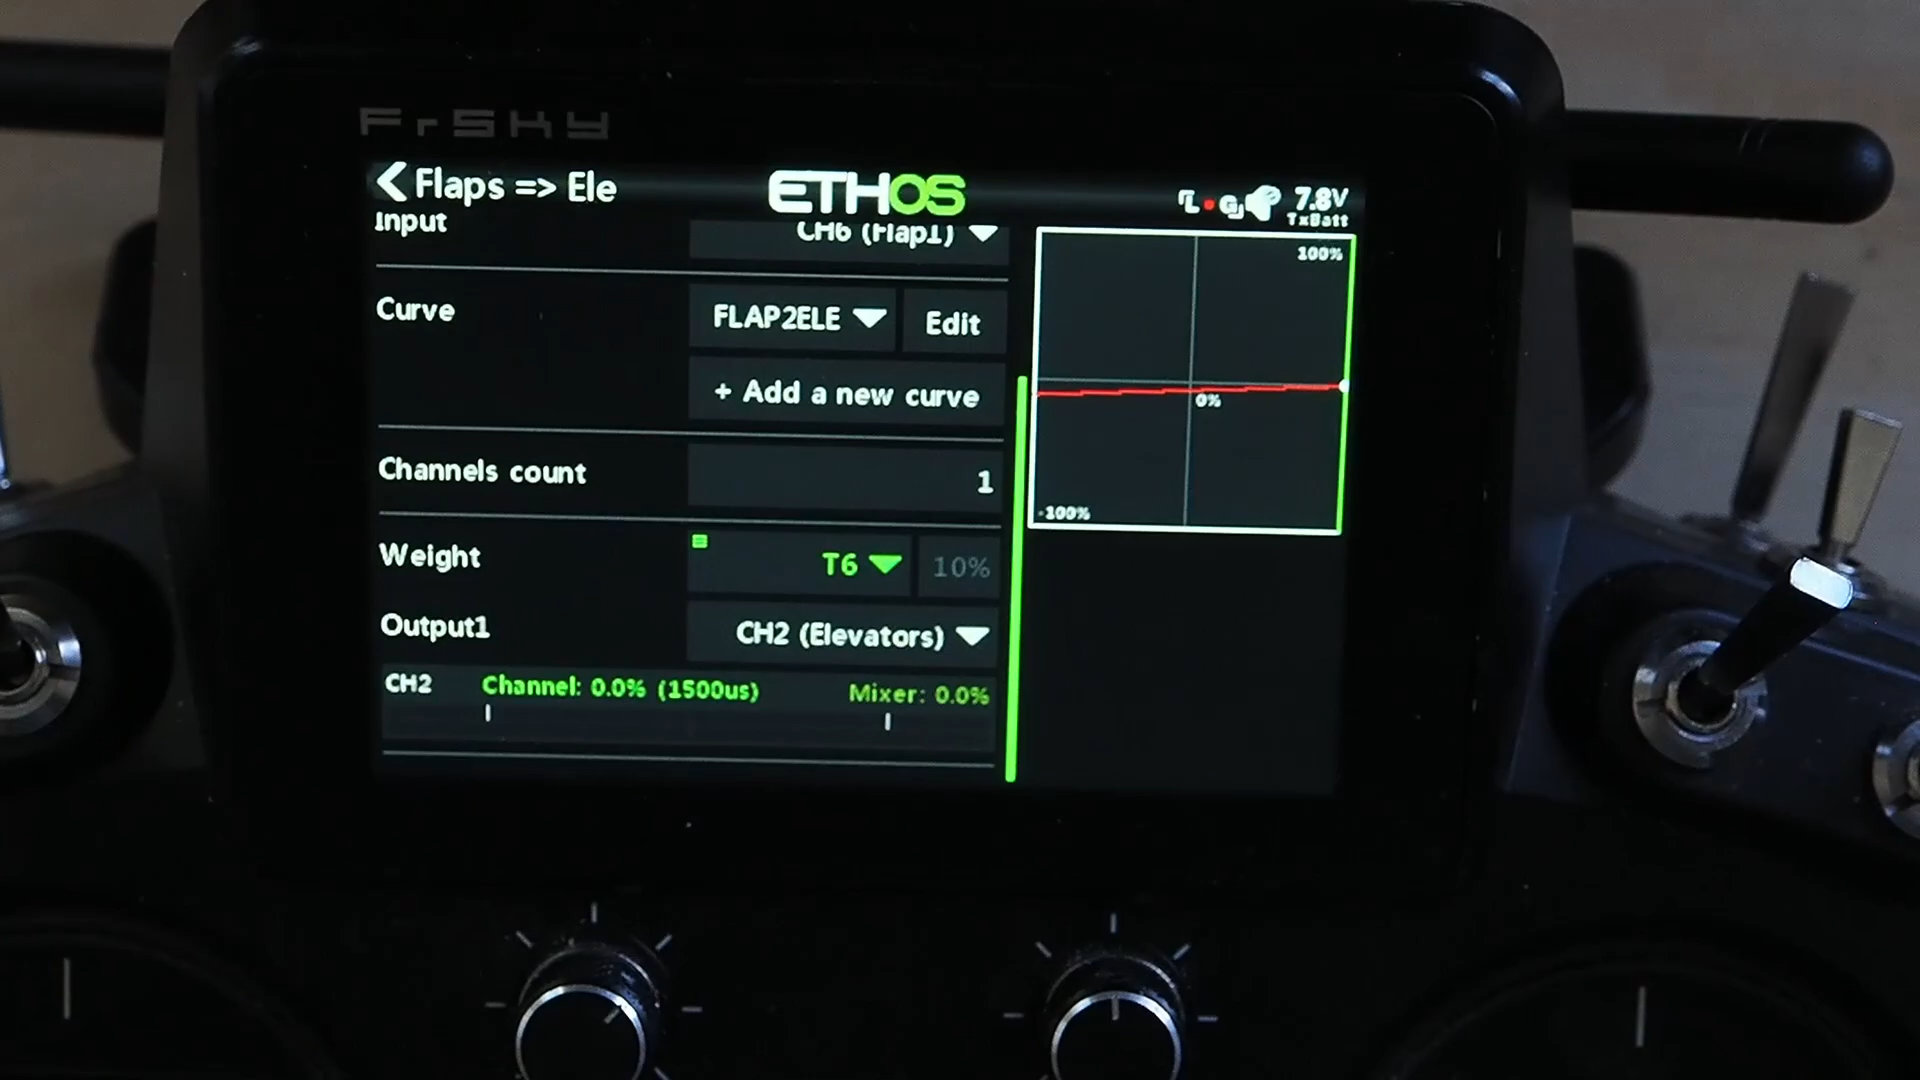 FrSKY
Flaps => Ele
ETHOS
7.8V
TxBatt
Input
CH6 (Flap1)
100%
Curve
FLAP2ELE
Edit
+ Add a new curve
0%
Channels count
1
-100%
Weight
T6
10%
Output1
CH2 (Elevators)
CH2
Channel: 0.0% (1500us)
Mixer: 0.0%